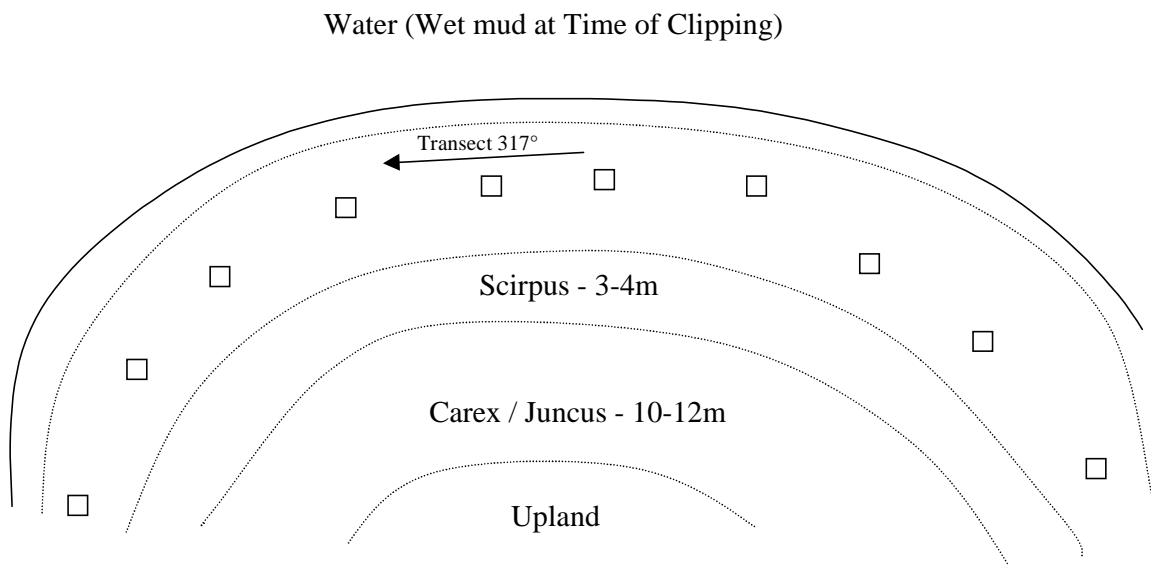 Water (Wet mud at Time of Clipping)
Transect 317°
Scirpus - 3-4m
Carex / Juncus - 10-12m
Upland